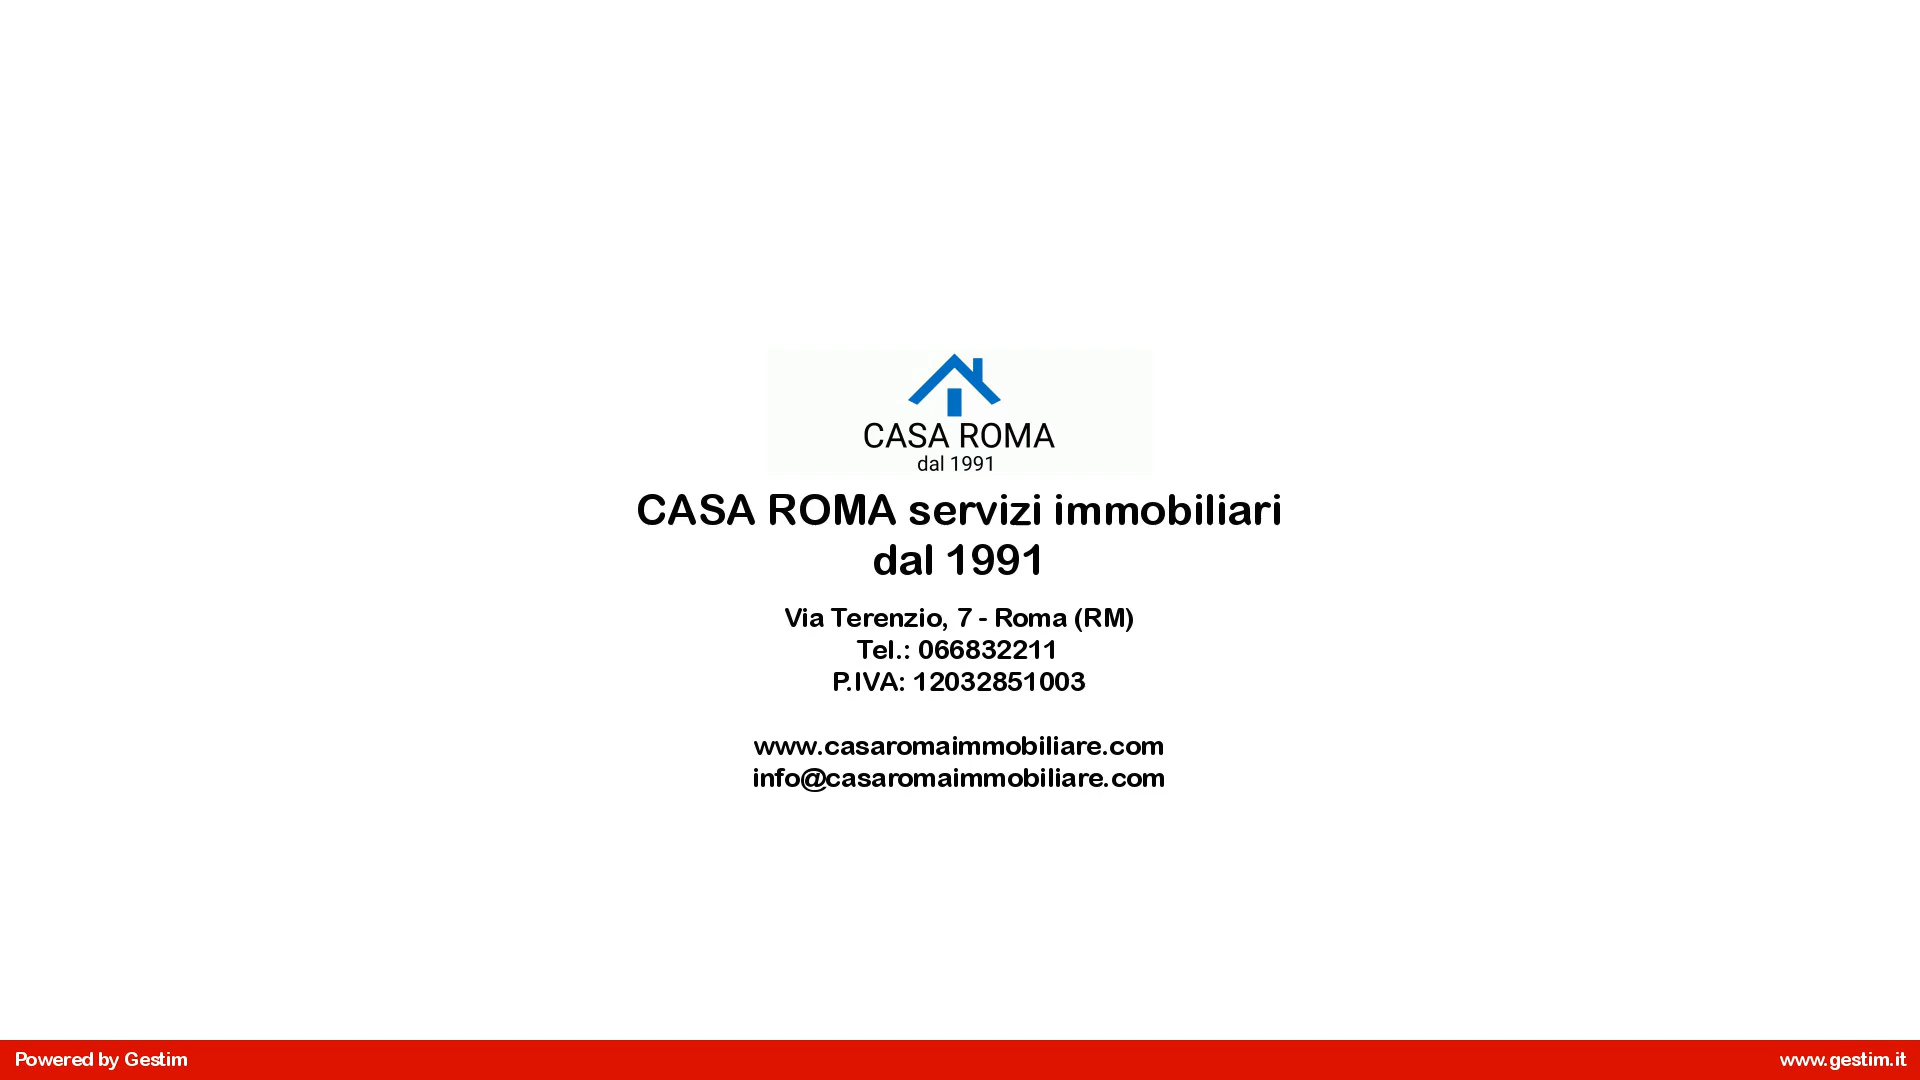 CASA ROMA
dal 1991
CASA ROMA servizi immobiliari
dal 1991
Via Terenzio, 7 - Roma (RM)
Tel.: 066832211
P.IVA: 12032851003
www.casaromaimmobiliare.com
info@casaromaimmobiliare.com
Powered by Gestim
www.gestim.it